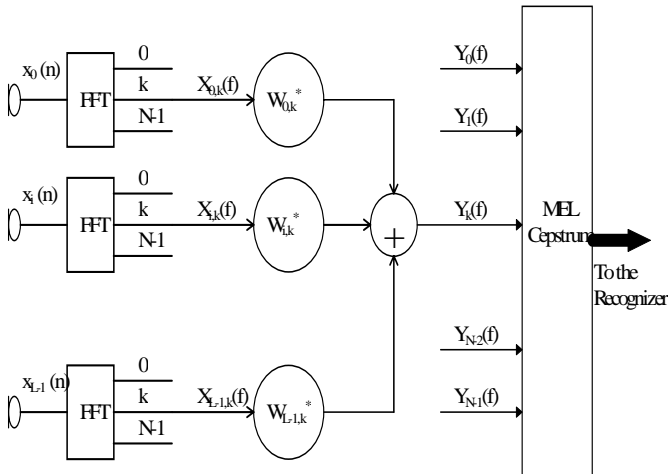 x0(n)
FFT
0
k
N-1
X0,k(f)
W0,k*
Y0(f)
Y1(f)
xi(n)
FFT
0
k
N-1
Xi,k(f)
Wi,k*
+
Yk(f)
MEL
Cepstrum
To the
Recognizer
xL-1(n)
FFT
0
k
N-1
XL-1,k(f)
WL-1,k*
YN-2(f)
YN-1(f)